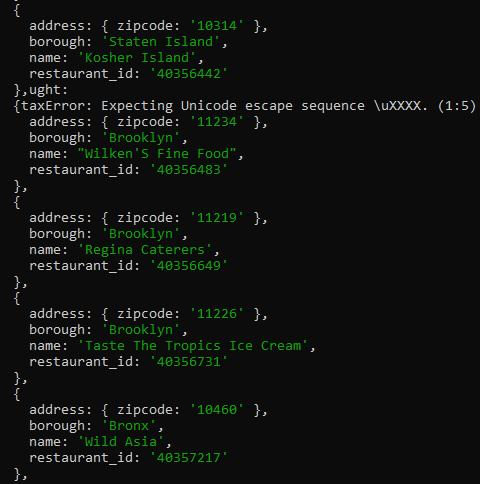 {
address: { zipcode: '10314' },
borough: 'Staten Island',
name: 'Kosher Island',
restaurant_id: '40356442'
},ught:
{taxError: Expecting Unicode escape sequence \uXXXX. (1:5)
address: { zipcode: '11234' },
borough: 'Brooklyn',
name: "Wilken'S Fine Food",
restaurant_id: '40356483'
},
{
address: { zipcode: '11219' },
borough: 'Brooklyn',
name: 'Regina Caterers',
restaurant_id: '40356649'
},
{
address: { zipcode: '11226' },
borough: 'Brooklyn',
name: 'Taste The Tropics Ice Cream',
restaurant_id: '40356731'
},
{
address: { zipcode: '10460' },
borough: 'Bronx',
name: 'Wild Asia',
restaurant_id: '40357217'
},